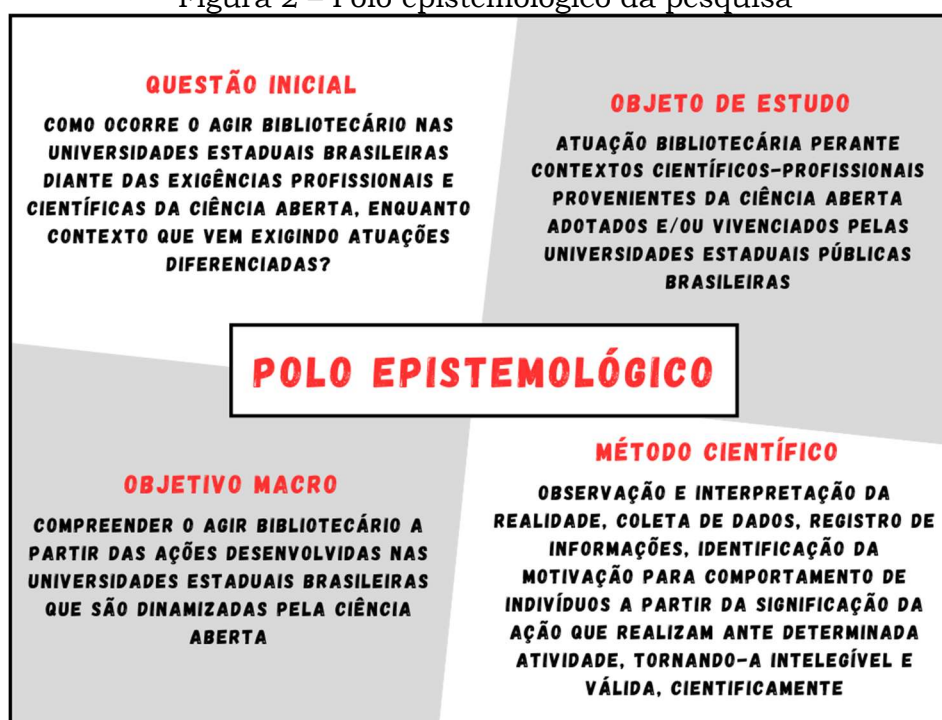 Figura 2 – Polo epistemológico da pesquisa
QUESTÃO INICIAL
COMO OCORRE O AGIR BIBLIOTECÁRIO NAS
UNIVERSIDADES ESTADUAIS BRASILEIRAS
DIANTE DAS EXIGÊNCIAS PROFISSIONAIS E
CIENTÍFICAS DA CIÊNCIA ABERTA, ENQUANTO
CONTEXTO QUE VEM EXIGINDO ATUAÇÕES
DIFERENCIADAS?
OBJETO DE ESTUDO
ATUAÇÃO BIBLIOTECÁRIA PERANTE
CONTEXTOS CIENTÍFICOS-PROFISSIONAIS
PROVENIENTES DA CIÊNCIA ABERTA
ADOTADOS E/OU VIVENCIADOS PELAS
UNIVERSIDADES ESTADUAIS PÚBLICAS
BRASILEIRAS
POLO EPISTEMOLÓGICO
OBJETIVO MACRO
COMPREENDER O AGIR BIBLIOTECÁRIO A
PARTIR DAS AÇÕES DESENVOLVIDAS NAS
UNIVERSIDADES ESTADUAIS BRASILEIRAS
QUE SÃO DINAMIZADAS PELA CIÊNCIA
ABERTA
MÉTODO CIENTÍFICO
OBSERVAÇÃO E INTERPRETAÇÃO DA
REALIDADE, COLETA DE DADOS, REGISTRO DE
INFORMAÇÕES, IDENTIFICAÇÃO DA
MOTIVAÇÃO PARA COMPORTAMENTO DE
INDIVÍDUOS A PARTIR DA SIGNIFICAÇÃO DA
AÇÃO QUE REALIZAM ANTE DETERMINADA
ATIVIDADE, TORNANDO-A INTELEGÍVEL E
VÁLIDA, CIENTIFICAMENTE